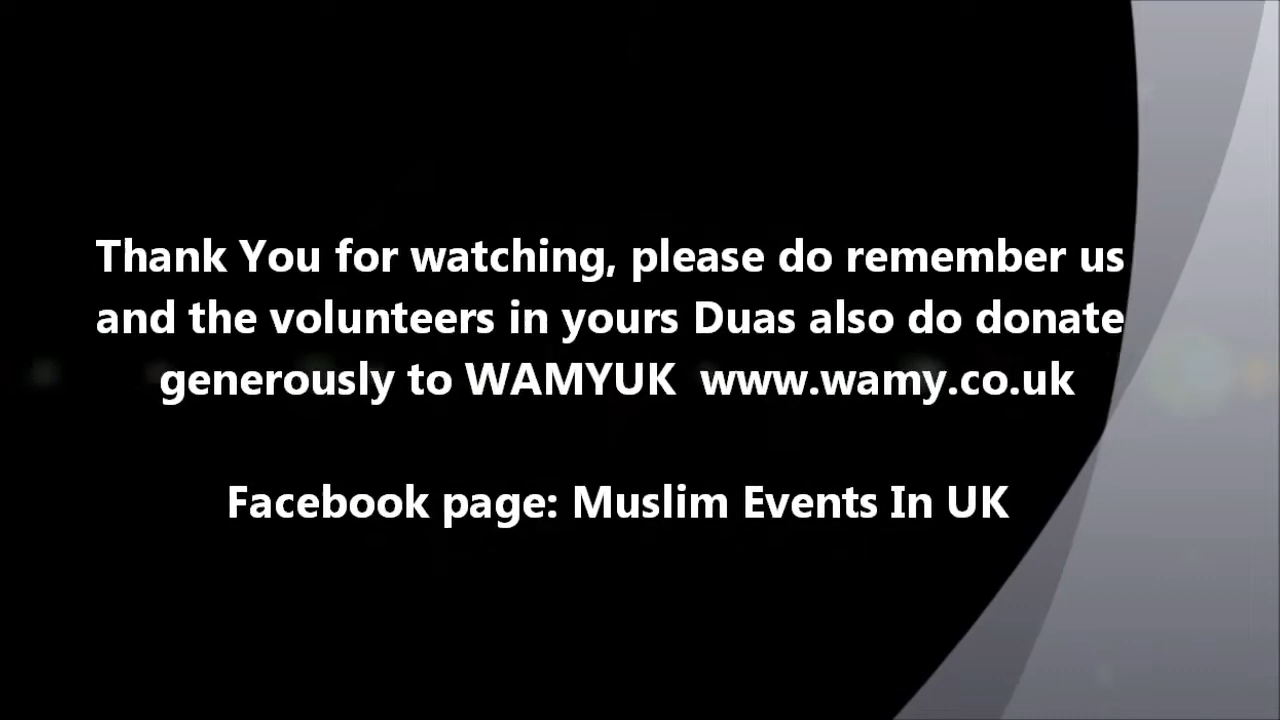 Thank You for watching, please do remember us
and the volunteers in yours Duas also do donate
generously to WAMYUK  www.wamy.co.uk
Facebook page: Muslim Events In UK